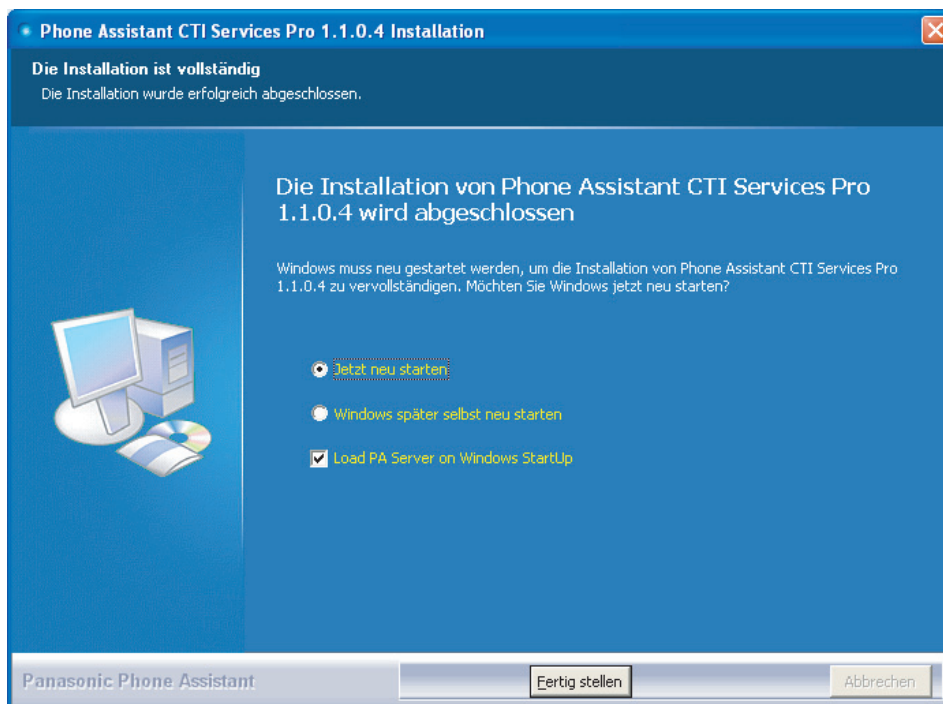 Phone Assistant CTI Services Pro 1.1.0.4 Installation
Die Installation ist vollständig
Die Installation wurde erfolgreich abgeschlossen.
Die Installation von Phone Assistant CTI Services Pro
1.1.0.4 wird abgeschlossen
Windows muss neu gestartet werden, um die Installation von Phone Assistant CTI Services Pro
1.1.0.4 zu vervollständigen. Möchten Sie Windows jetzt neu starten?
Jetzt neu starten
Windows später selbst neu starten
Load PA Server on Windows StartUp
Panasonic Phone Assistant
Fertig stellen
Abbrechen